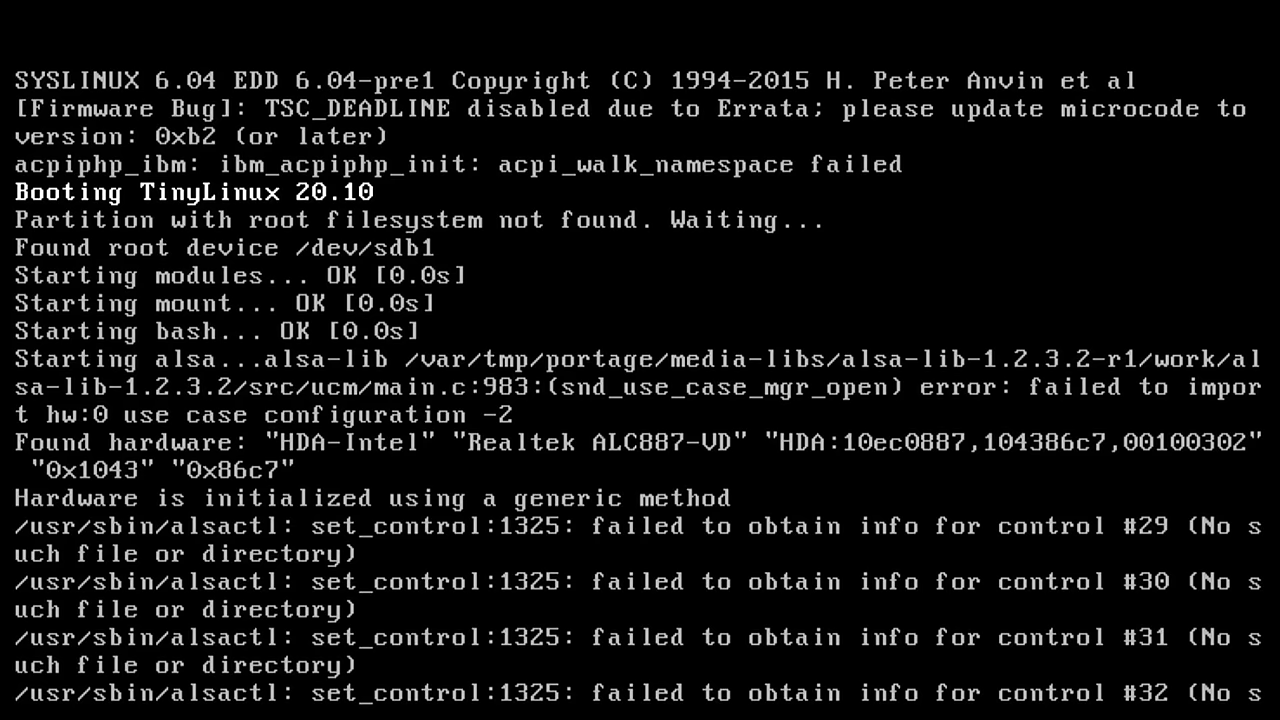 SYSLINUX 6.04 EDD 6.04-pre1 Copyright (C) 1994-2015 H. Peter Anvin et al
[Firmware Bug]: TSC_DEADLINE disabled due to Errata; please update microcode to
version: 0xb2 (or later)
acpiphp_ibm: ibm_acpiphp_init: acpi_walk_namespace failed
Booting TinyLinux 20.10
Partition with root filesystem not found. Waiting...
Found root device /dev/sdb1
Starting modules... OK [0.0s]
Starting mount... OK [0.0s]
Starting bash... OK [0.0s]
Starting alsa...alsa-lib /var/tmp/portage/media-libs/alsa-lib-1.2.3.2-r1/work/al
sa-lib-1.2.3.2/src/ucm/main.c:983:(snd_use_case_mgr_open) error: failed to impor
t hw:0 use case configuration -2
Found hardware: "HDA-Intel" "Realtek ALC887-VD" "HDA:10ec0887,104386c7,00100302"
 "0x1043" "0x86c7"
Hardware is initialized using a generic method
/usr/sbin/alsactl: set_control:1325: failed to obtain info for control #29 (No s
uch file or directory)
/usr/sbin/alsactl: set_control:1325: failed to obtain info for control #30 (No s
uch file or directory)
/usr/sbin/alsactl: set_control:1325: failed to obtain info for control #31 (No s
uch file or directory)
/usr/sbin/alsactl: set_control:1325: failed to obtain info for control #32 (No s